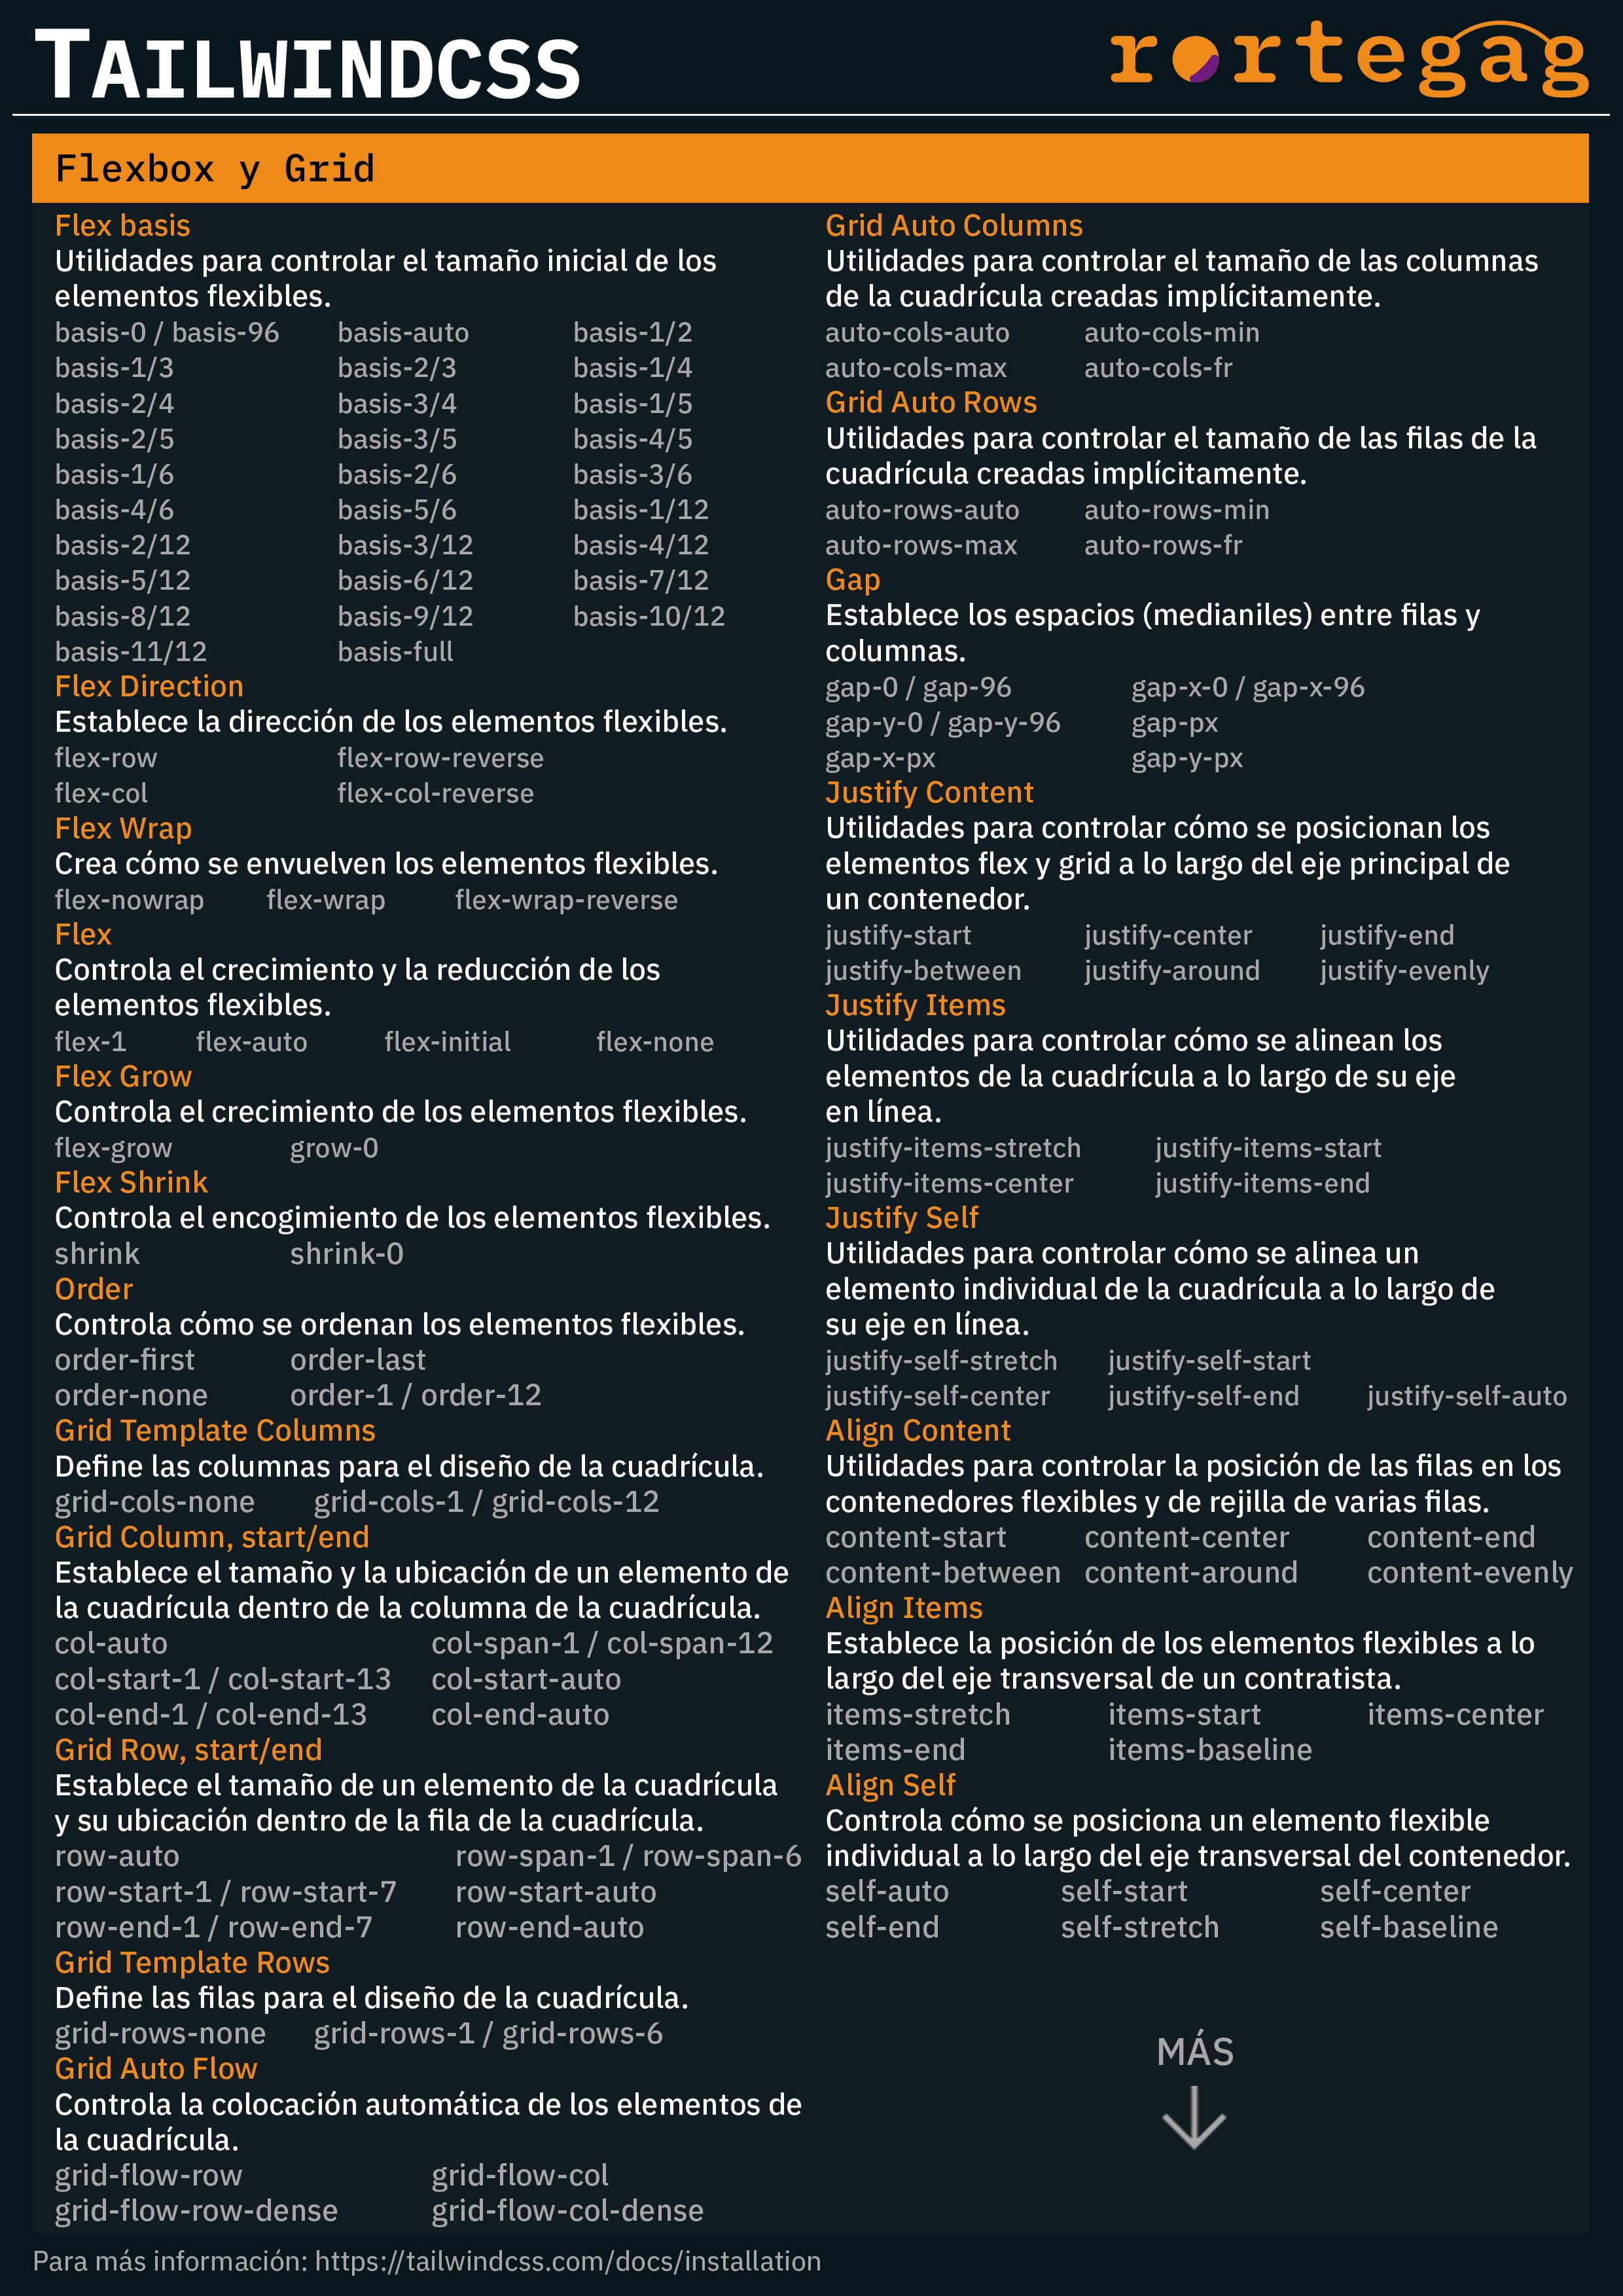 TAILWINDCSS
rortegag
Flexbox y Grid
Flex basis
Utilidades para controlar el tamaño inicial de los
elementos flexibles.
basis-0 / basis-96 basis-auto basis-1/2
basis-1/3 basis-2/3 basis-1/4
basis-2/4 basis-3/4 basis-1/5
basis-2/5 basis-3/5 basis-4/5
basis-1/6 basis-2/6 basis-3/6
basis-4/6 basis-5/6 basis-1/12
basis-2/12 basis-3/12 basis-4/12
basis-5/12 basis-6/12 basis-7/12
basis-8/12 basis-9/12 basis-10/12
basis-11/12 basis-full
Flex Direction
Establece la dirección de los elementos flexibles.
flex-row flex-row-reverse
flex-col flex-col-reverse
Flex Wrap
Crea cómo se envuelven los elementos flexibles.
flex-nowrap flex-wrap flex-wrap-reverse
Flex
Controla el crecimiento y la reducción de los
elementos flexibles.
flex-1 flex-auto flex-initial flex-none
Flex Grow
Controla el crecimiento de los elementos flexibles.
flex-grow grow-0
Flex Shrink
Controla el encogimiento de los elementos flexibles.
shrink shrink-0
Order
Controla cómo se ordenan los elementos flexibles.
order-first order-last
order-none order-1 / order-12
Grid Template Columns
Define las columnas para el diseño de la cuadrícula.
grid-cols-none grid-cols-1 / grid-cols-12
Grid Column, start/end
Establece el tamaño y la ubicación de un elemento de
la cuadrícula dentro de la columna de la cuadrícula.
col-auto col-span-1 / col-span-12
col-start-1 / col-start-13 col-start-auto
col-end-1 / col-end-13 col-end-auto
Grid Row, start/end
Establece el tamaño de un elemento de la cuadrícula
y su ubicación dentro de la fila de la cuadrícula.
row-auto row-span-1 / row-span-6
row-start-1 / row-start-7 row-start-auto
row-end-1 / row-end-7 row-end-auto
Grid Template Rows
Define las filas para el diseño de la cuadrícula.
grid-rows-none grid-rows-1 / grid-rows-6
Grid Auto Flow
Controla la colocación automática de los elementos de
la cuadrícula.
grid-flow-row grid-flow-col
grid-flow-row-dense grid-flow-col-dense
Grid Auto Columns
Utilidades para controlar el tamaño de las columnas
de la cuadrícula creadas implícitamente.
auto-cols-auto auto-cols-min
auto-cols-max auto-cols-fr
Grid Auto Rows
Utilidades para controlar el tamaño de las filas de la
cuadrícula creadas implícitamente.
auto-rows-auto auto-rows-min
auto-rows-max auto-rows-fr
Gap
Establece los espacios (medianiles) entre filas y
columnas.
gap-0 / gap-96 gap-x-0 / gap-x-96
gap-y-0 / gap-y-96 gap-px
gap-x-px gap-y-px
Justify Content
Utilidades para controlar cómo se posicionan los
elementos flex y grid a lo largo del eje principal de
un contenedor.
justify-start justify-center justify-end
justify-between justify-around justify-evenly
Justify Items
Utilidades para controlar cómo se alinean los
elementos de la cuadrícula a lo largo de su eje
en línea.
justify-items-stretch justify-items-start
justify-items-center justify-items-end
Justify Self
Utilidades para controlar cómo se alinea un
elemento individual de la cuadrícula a lo largo de
su eje en línea.
justify-self-stretch justify-self-start
justify-self-center justify-self-end justify-self-auto
Align Content
Utilidades para controlar la posición de las filas en los
contenedores flexibles y de rejilla de varias filas.
content-start content-center content-end
content-between content-around content-evenly
Align Items
Establece la posición de los elementos flexibles a lo
largo del eje transversal de un contratista.
items-stretch items-start items-center
items-end items-baseline
Align Self
Controla cómo se posiciona un elemento flexible
individual a lo largo del eje transversal del contenedor.
self-auto self-start self-center
self-end self-stretch self-baseline
MÁS
Para más información: https://tailwindcss.com/docs/installation